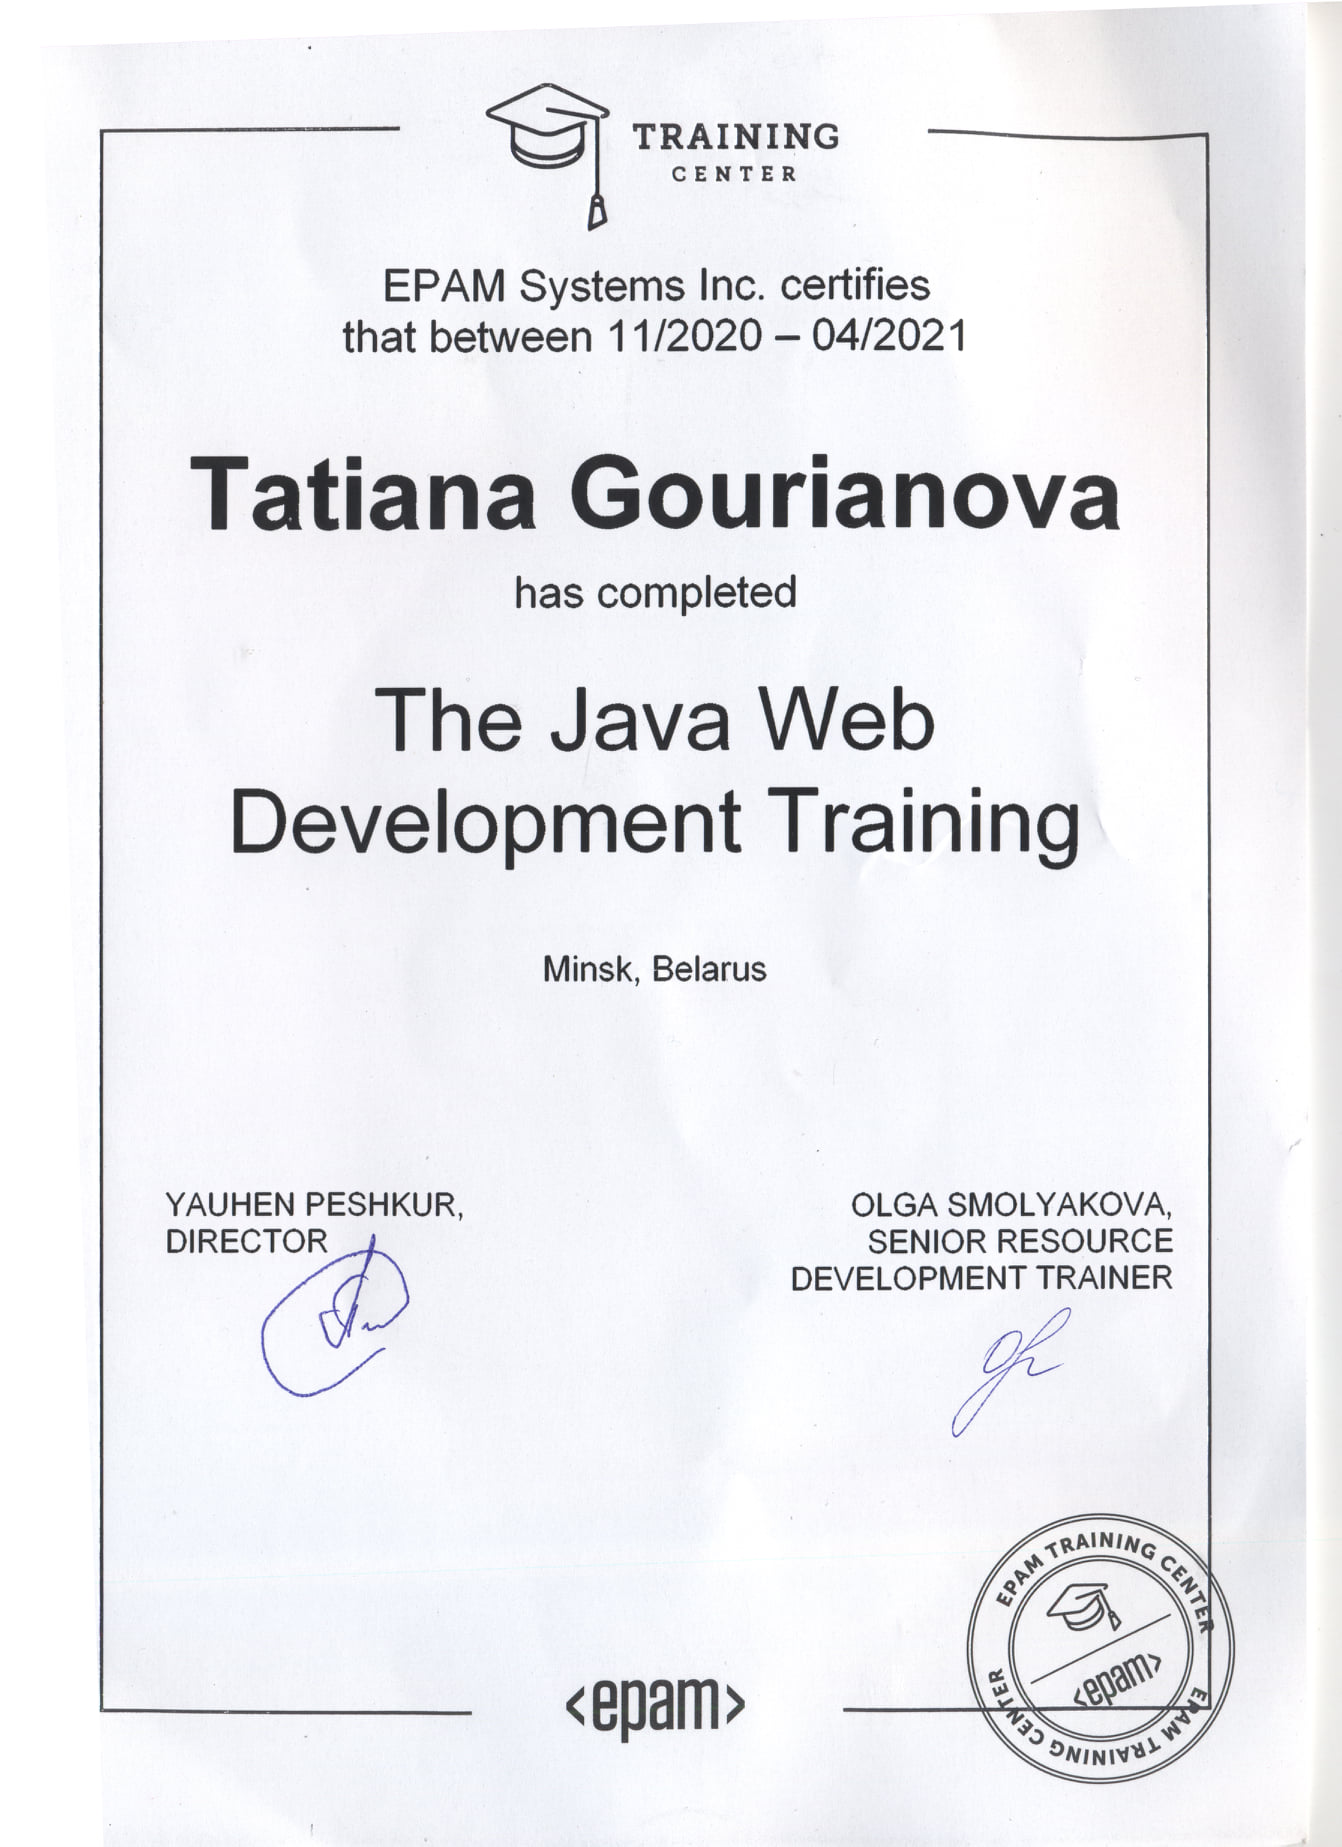 TRAINING
CENTER
EPAM Systems Inc. certifies
that between 11/2020 – 04/2021
Tatiana Gourianova
has completed
The Java Web
Development Training
Minsk, Belarus
YAUHEN PESHKUR,
DIRECTOR
OLGA SMOLYAKOVA,
SENIOR RESOURCE
DEVELOPMENT TRAINER
EPAM TRAINING CENTER
<epam>
EPAM TRAINING CENTER
<epam>